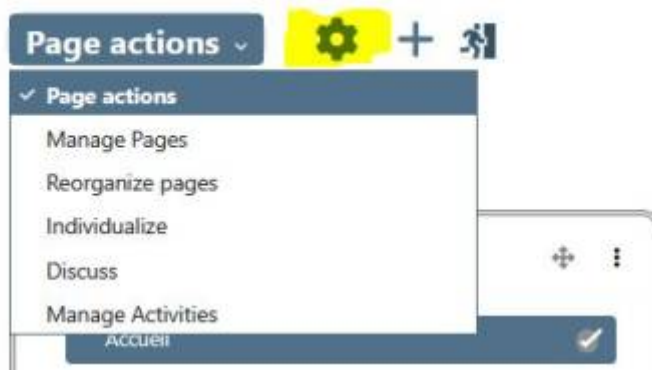 Page actions
Page actions
Manage Pages
Reorganize pages
Individualize
Discuss
Manage Activities
Accueil